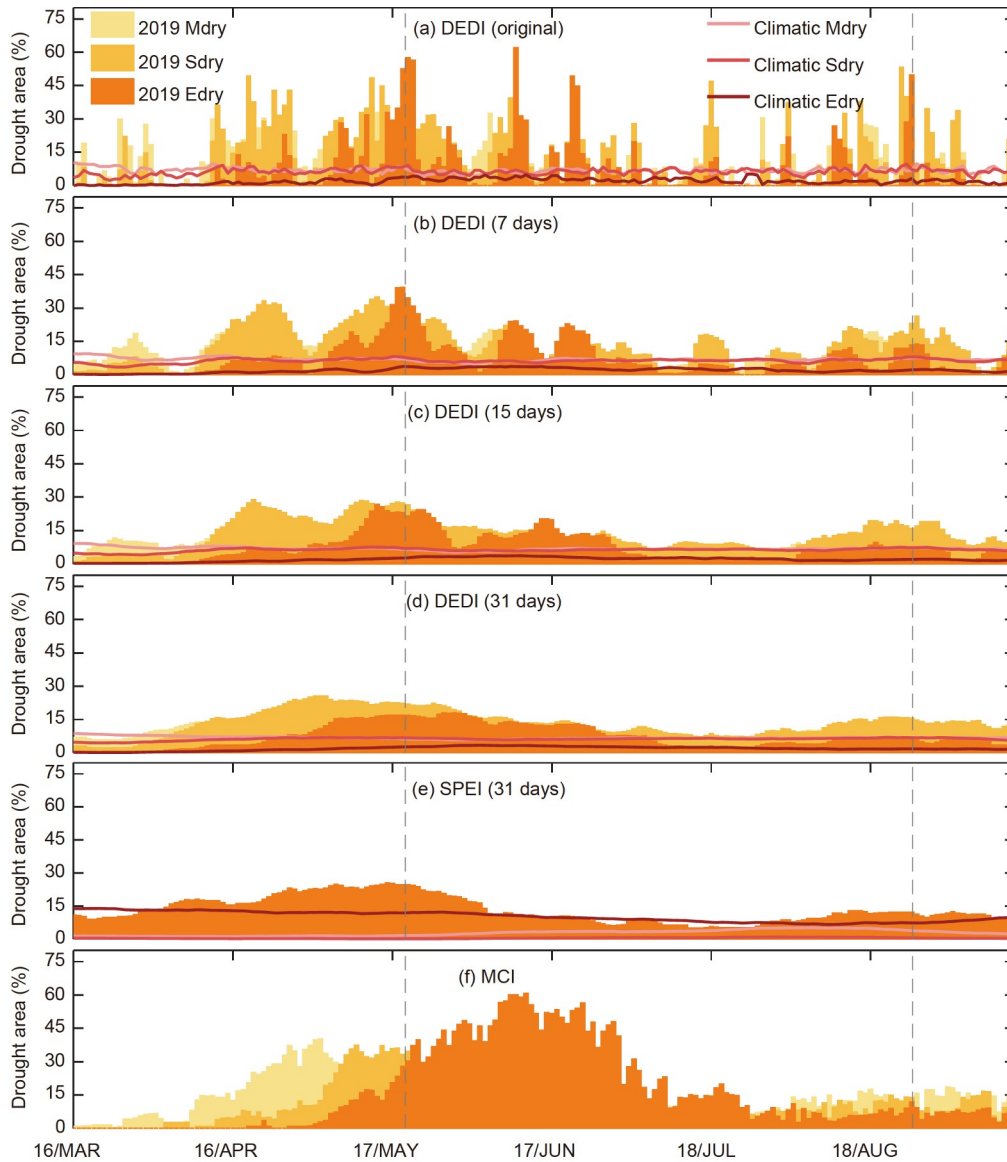 (a) DEDI (original)
2019 Mdry
2019 Sdry
2019 Edry
Climatic Mdry
Climatic Sdry
Climatic Edry
Drought area (%)
75
60
45
30
15
0
(b) DEDI (7 days)
Drought area (%)
75
60
45
30
15
0
(c) DEDI (15 days)
Drought area (%)
75
60
45
30
15
0
(d) DEDI (31 days)
Drought area (%)
75
60
45
30
15
0
(e) SPEI (31 days)
Drought area (%)
75
60
45
30
15
0
(f) MCI
Drought area (%)
75
60
45
30
15
0
16/MAR 16/APR 17/MAY 17/JUN 18/JUL 18/AUG